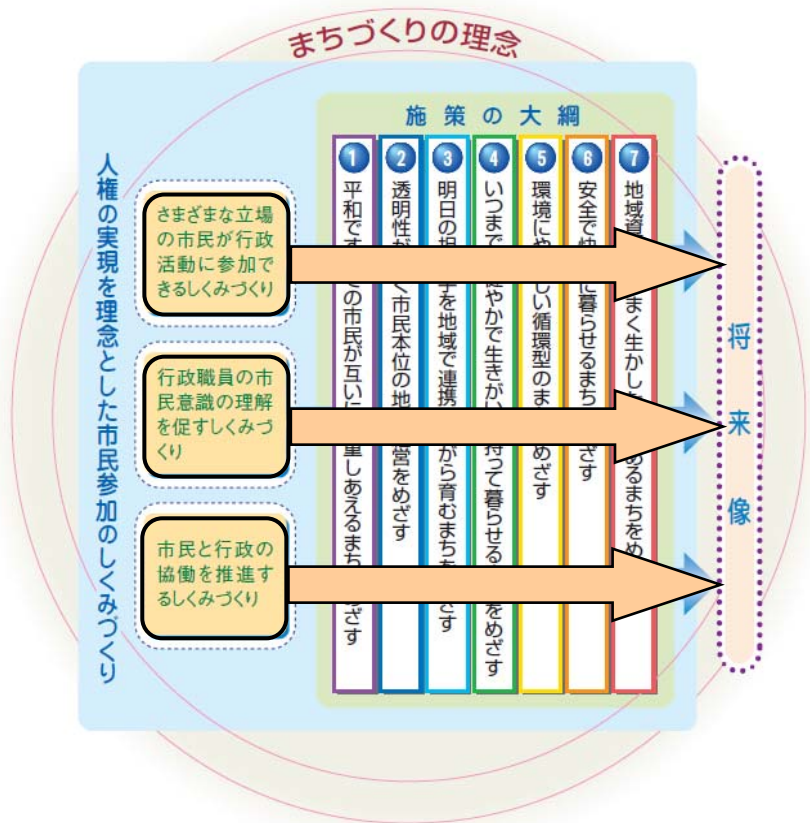 まちづくりの理念
人権の実現を理念とした市民参加のしくみづくり
さまざまな立場
の市民が行政
活動に参加で
きるしくみづくり
行政職員の市
民意識の理解
を促すしくみづ
くり
市民と行政の
協働を推進す
るしくみづくり
施策の大綱
1 平和です ての市民が互いに 重しあえるまち めざす
2 透明性が く市民本位の地 営をめざす
3 明日の 手を地域で連携 がら育むまちを ざす
4 いつまで 健やかで生きがい 持って暮らせる をめざす
5 環境にや しい循環型のま めざす
6 安全で に暮らせるまち ざす
7 地域資 まく生かした あるまちをめ
将来像